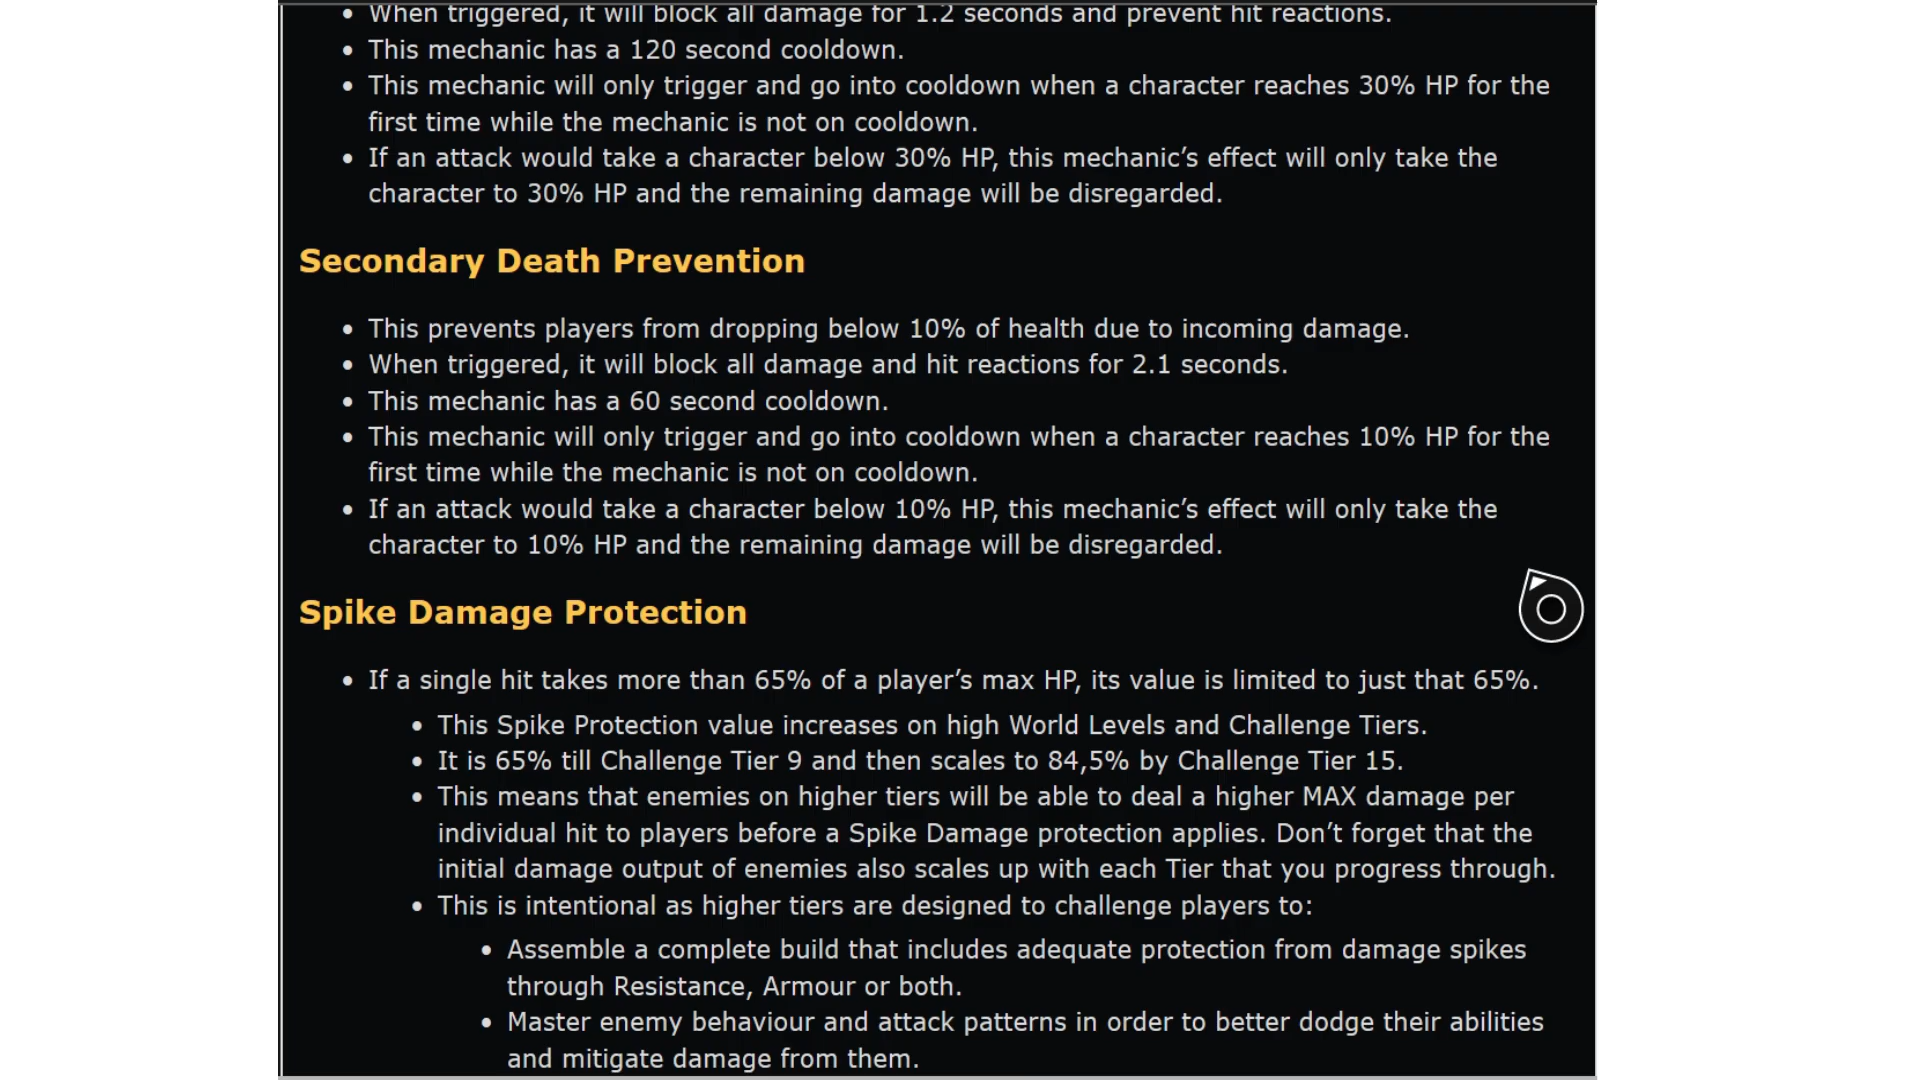 When triggered, it will block all damage for 1.2 seconds and prevent hit reactions.
This mechanic has a 120 second cooldown.
This mechanic will only trigger and go into cooldown when a character reaches 30% HP for the
first time while the mechanic is not on cooldown.
If an attack would take a character below 30% HP, this mechanic’s effect will only take the
character to 30% HP and the remaining damage will be disregarded.
Secondary Death Prevention
This prevents players from dropping below 10% of health due to incoming damage.
When triggered, it will block all damage and hit reactions for 2.1 seconds.
This mechanic has a 60 second cooldown.
This mechanic will only trigger and go into cooldown when a character reaches 10% HP for the
first time while the mechanic is not on cooldown.
If an attack would take a character below 10% HP, this mechanic’s effect will only take the
character to 10% HP and the remaining damage will be disregarded.
Spike Damage Protection
If a single hit takes more than 65% of a player’s max HP, its value is limited to just that 65%.
This Spike Protection value increases on high World Levels and Challenge Tiers.
It is 65% till Challenge Tier 9 and then scales to 84,5% by Challenge Tier 15.
This means that enemies on higher tiers will be able to deal a higher MAX damage per
individual hit to players before a Spike Damage protection applies. Don’t forget that the
initial damage output of enemies also scales up with each Tier that you progress through.
This is intentional as higher tiers are designed to challenge players to:
Assemble a complete build that includes adequate protection from damage spikes
through Resistance, Armour or both.
Master enemy behaviour and attack patterns in order to better dodge their abilities
and mitigate damage from them.